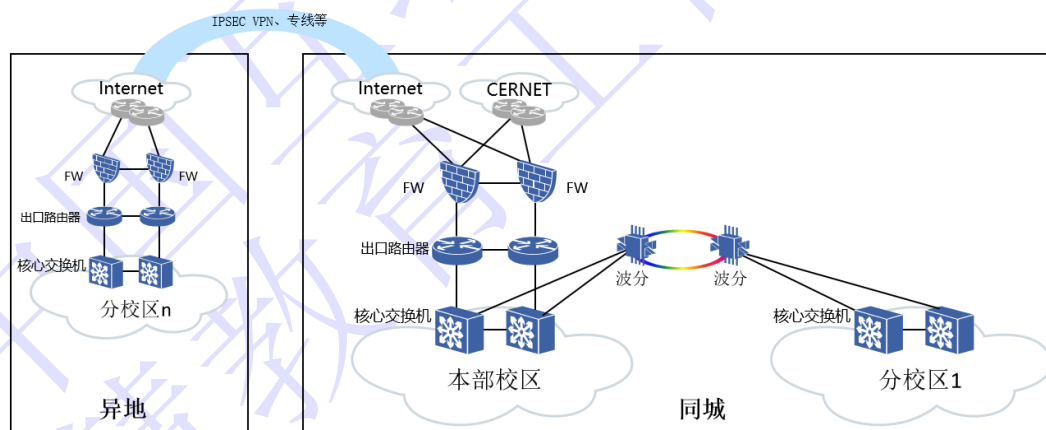 IPSEC VPN、专线等
Internet
Internet
CERNET
FW
FW
FW
FW
出口路由器
出口路由器
波分
波分
核心交换机
核心交换机
核心交换机
分校区n
本部校区
分校区1
异地
同城